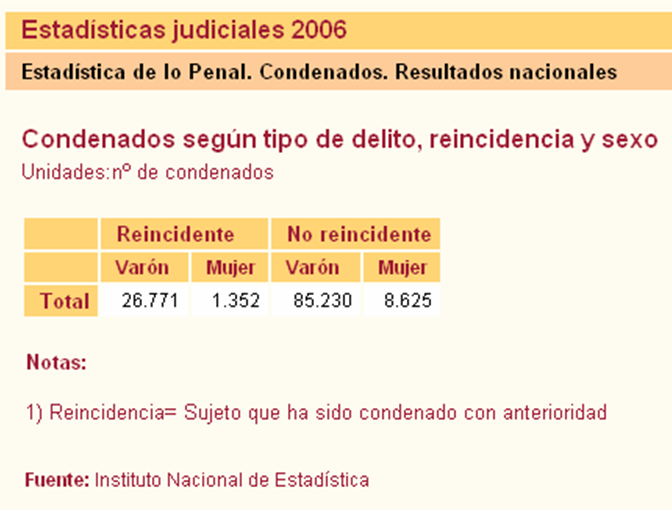 Estadísticas judiciales 2006
Estadística de lo Penal. Condenados. Resultados nacionales
Condenados según tipo de delito, reincidencia y sexo
Unidades:nº de condenados
Reincidente No reincidente
Varón Mujer Varón Mujer
Total 26.771 1.352 85.230 8.625
Notas:
1) Reincidencia= Sujeto que ha sido condenado con anterioridad
Fuente: Instituto Nacional de Estadística